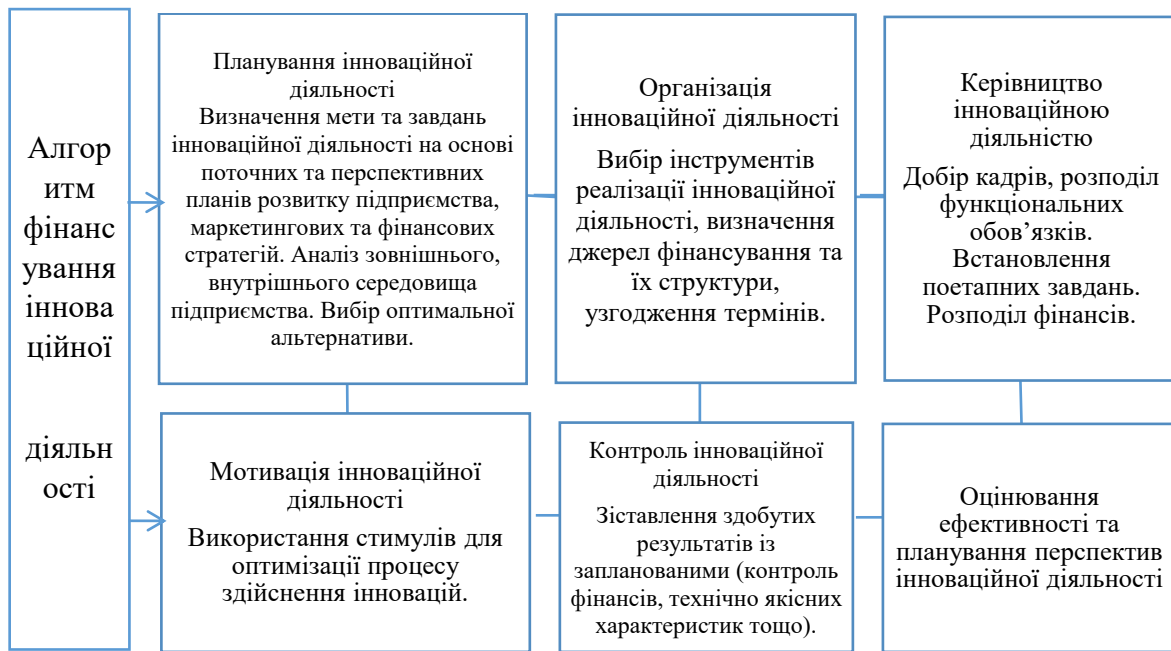 Алгор
итм
фінанс
ування
іннова
ційної
діяльн
ості
Планування інноваційної
діяльності
Визначення мети та завдань
інноваційної діяльності на основі
поточних та перспективних
планів розвитку підприємства,
маркетингових та фінансових
стратегій. Аналіз зовнішнього,
внутрішнього середовища
підприємства. Вибір оптимальної
альтернативи.
Організація
інноваційної діяльності
Вибір інструментів
реалізації інноваційної
діяльності, визначення
джерел фінансування та
їх структури,
узгодження термінів.
Керівництво
інноваційною
діяльністю
Добір кадрів, розподіл
функціональних
обов’язків.
Встановлення
поетапних завдань.
Розподіл фінансів.
Мотивація інноваційної
діяльності
Використання стимулів для
оптимізації процесу
здійснення інновацій.
Контроль інноваційної
діяльності
Зіставлення здобутих
результатів із
запланованими (контроль
фінансів, технічно якісних
характеристик тощо).
Оцінювання
ефективності та
планування перспектив
інноваційної діяльності